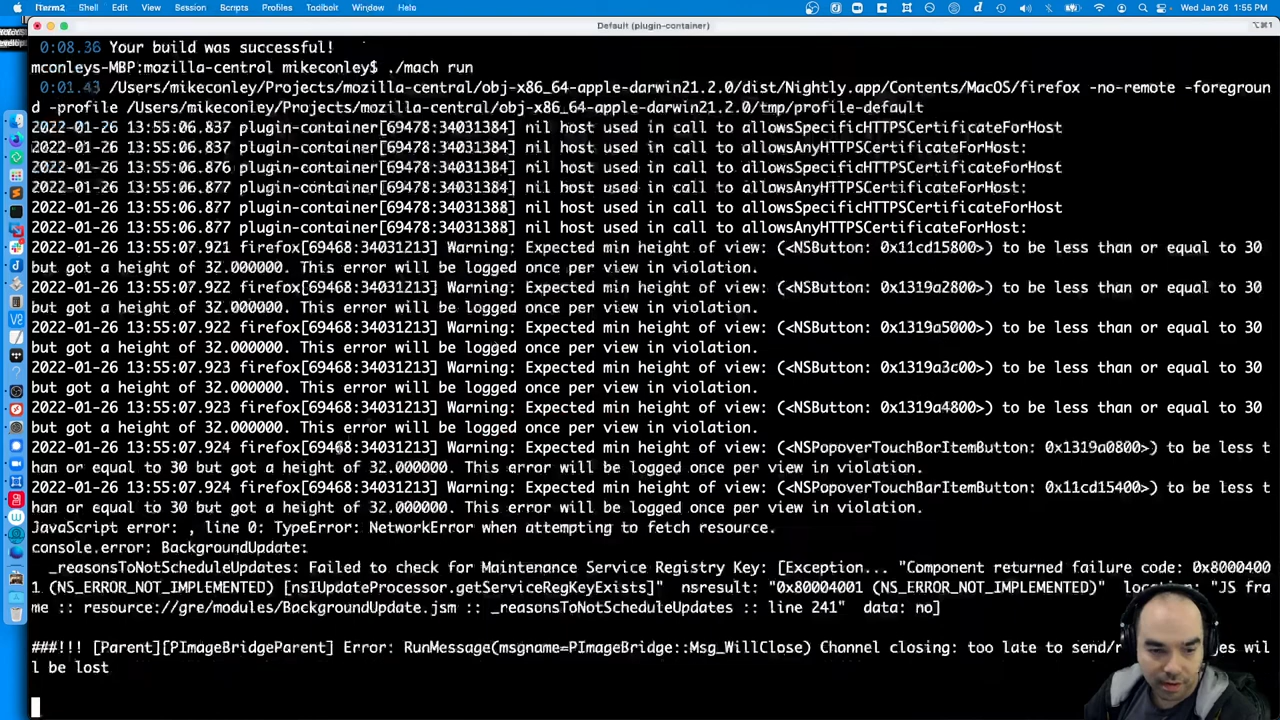 iTerm2 Shell Edit View Session Scripts Profiles Toolbelt Window Help Wed Jan 26 1:55 PM
Default (plugin-container) ⌥⌘1
0:08.36 Your build was successful!
mconleys-MBP:mozilla-central mikeconley$ ./mach run
0:01.43 /Users/mikeconley/Projects/mozilla-central/obj-x86_64-apple-darwin21.2.0/dist/Nightly.app/Contents/MacOS/firefox -no-remote -foregroun
d -profile /Users/mikeconley/Projects/mozilla-central/obj-x86_64-apple-darwin21.2.0/tmp/profile-default
2022-01-26 13:55:06.837 plugin-container[69478:34031384] nil host used in call to allowsSpecificHTTPSCertificateForHost
2022-01-26 13:55:06.837 plugin-container[69478:34031384] nil host used in call to allowsAnyHTTPSCertificateForHost:
2022-01-26 13:55:06.876 plugin-container[69478:34031384] nil host used in call to allowsSpecificHTTPSCertificateForHost
2022-01-26 13:55:06.877 plugin-container[69478:34031384] nil host used in call to allowsAnyHTTPSCertificateForHost:
2022-01-26 13:55:06.877 plugin-container[69478:34031388] nil host used in call to allowsSpecificHTTPSCertificateForHost
2022-01-26 13:55:06.877 plugin-container[69478:34031388] nil host used in call to allowsAnyHTTPSCertificateForHost:
2022-01-26 13:55:07.921 firefox[69468:34031213] Warning: Expected min height of view: (<NSButton: 0x11cd15800>) to be less than or equal to 30
but got a height of 32.000000. This error will be logged once per view in violation.
2022-01-26 13:55:07.922 firefox[69468:34031213] Warning: Expected min height of view: (<NSButton: 0x1319a2800>) to be less than or equal to 30
but got a height of 32.000000. This error will be logged once per view in violation.
2022-01-26 13:55:07.922 firefox[69468:34031213] Warning: Expected min height of view: (<NSButton: 0x1319a5000>) to be less than or equal to 30
but got a height of 32.000000. This error will be logged once per view in violation.
2022-01-26 13:55:07.923 firefox[69468:34031213] Warning: Expected min height of view: (<NSButton: 0x1319a3c00>) to be less than or equal to 30
but got a height of 32.000000. This error will be logged once per view in violation.
2022-01-26 13:55:07.923 firefox[69468:34031213] Warning: Expected min height of view: (<NSButton: 0x1319a4800>) to be less than or equal to 30
but got a height of 32.000000. This error will be logged once per view in violation.
2022-01-26 13:55:07.924 firefox[69468:34031213] Warning: Expected min height of view: (<NSPopoverTouchBarItemButton: 0x1319a0800>) to be less t
han or equal to 30 but got a height of 32.000000. This error will be logged once per view in violation.
2022-01-26 13:55:07.924 firefox[69468:34031213] Warning: Expected min height of view: (<NSPopoverTouchBarItemButton: 0x11cd15400>) to be less t
han or equal to 30 but got a height of 32.000000. This error will be logged once per view in violation.
JavaScript error: , line 0: TypeError: NetworkError when attempting to fetch resource.
console.error: BackgroundUpdate:
_reasonsToNotScheduleUpdates: Failed to check for Maintenance Service Registry Key: [Exception... "Component returned failure code: 0x8000400
1 (NS_ERROR_NOT_IMPLEMENTED) [nsIUpdateProcessor.getServiceRegKeyExists]" nsresult: "0x80004001 (NS_ERROR_NOT_IMPLEMENTED)" location: "JS fra
me :: resource://gre/modules/BackgroundUpdate.jsm :: _reasonsToNotScheduleUpdates :: line 241" data: no]
###!!! [Parent][PImageBridgeParent] Error: RunMessage(msgname=PImageBridge::Msg_WillClose) Channel closing: too late to send/ wil
l be lost